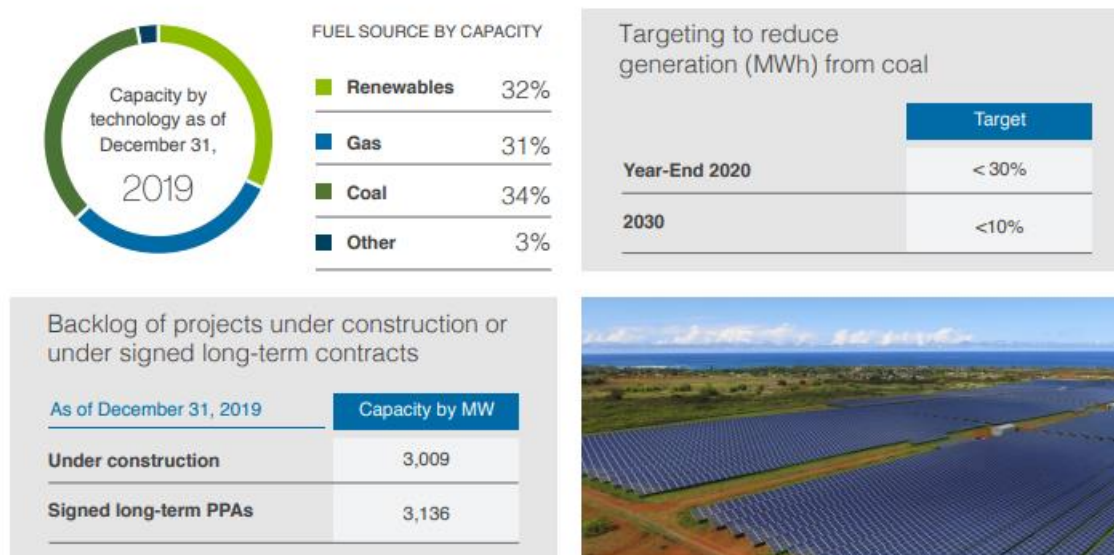 Capacity by
technology as of
December 31,
2019
FUEL SOURCE BY CAPACITY
Renewables 32%
Gas 31%
Coal 34%
Other 3%
Targeting to reduce
generation (MWh) from coal
Target
Year-End 2020 < 30%
2030 <10%
Backlog of projects under construction or
under signed long-term contracts
As of December 31, 2019 Capacity by MW
Under construction 3,009
Signed long-term PPAs 3,136